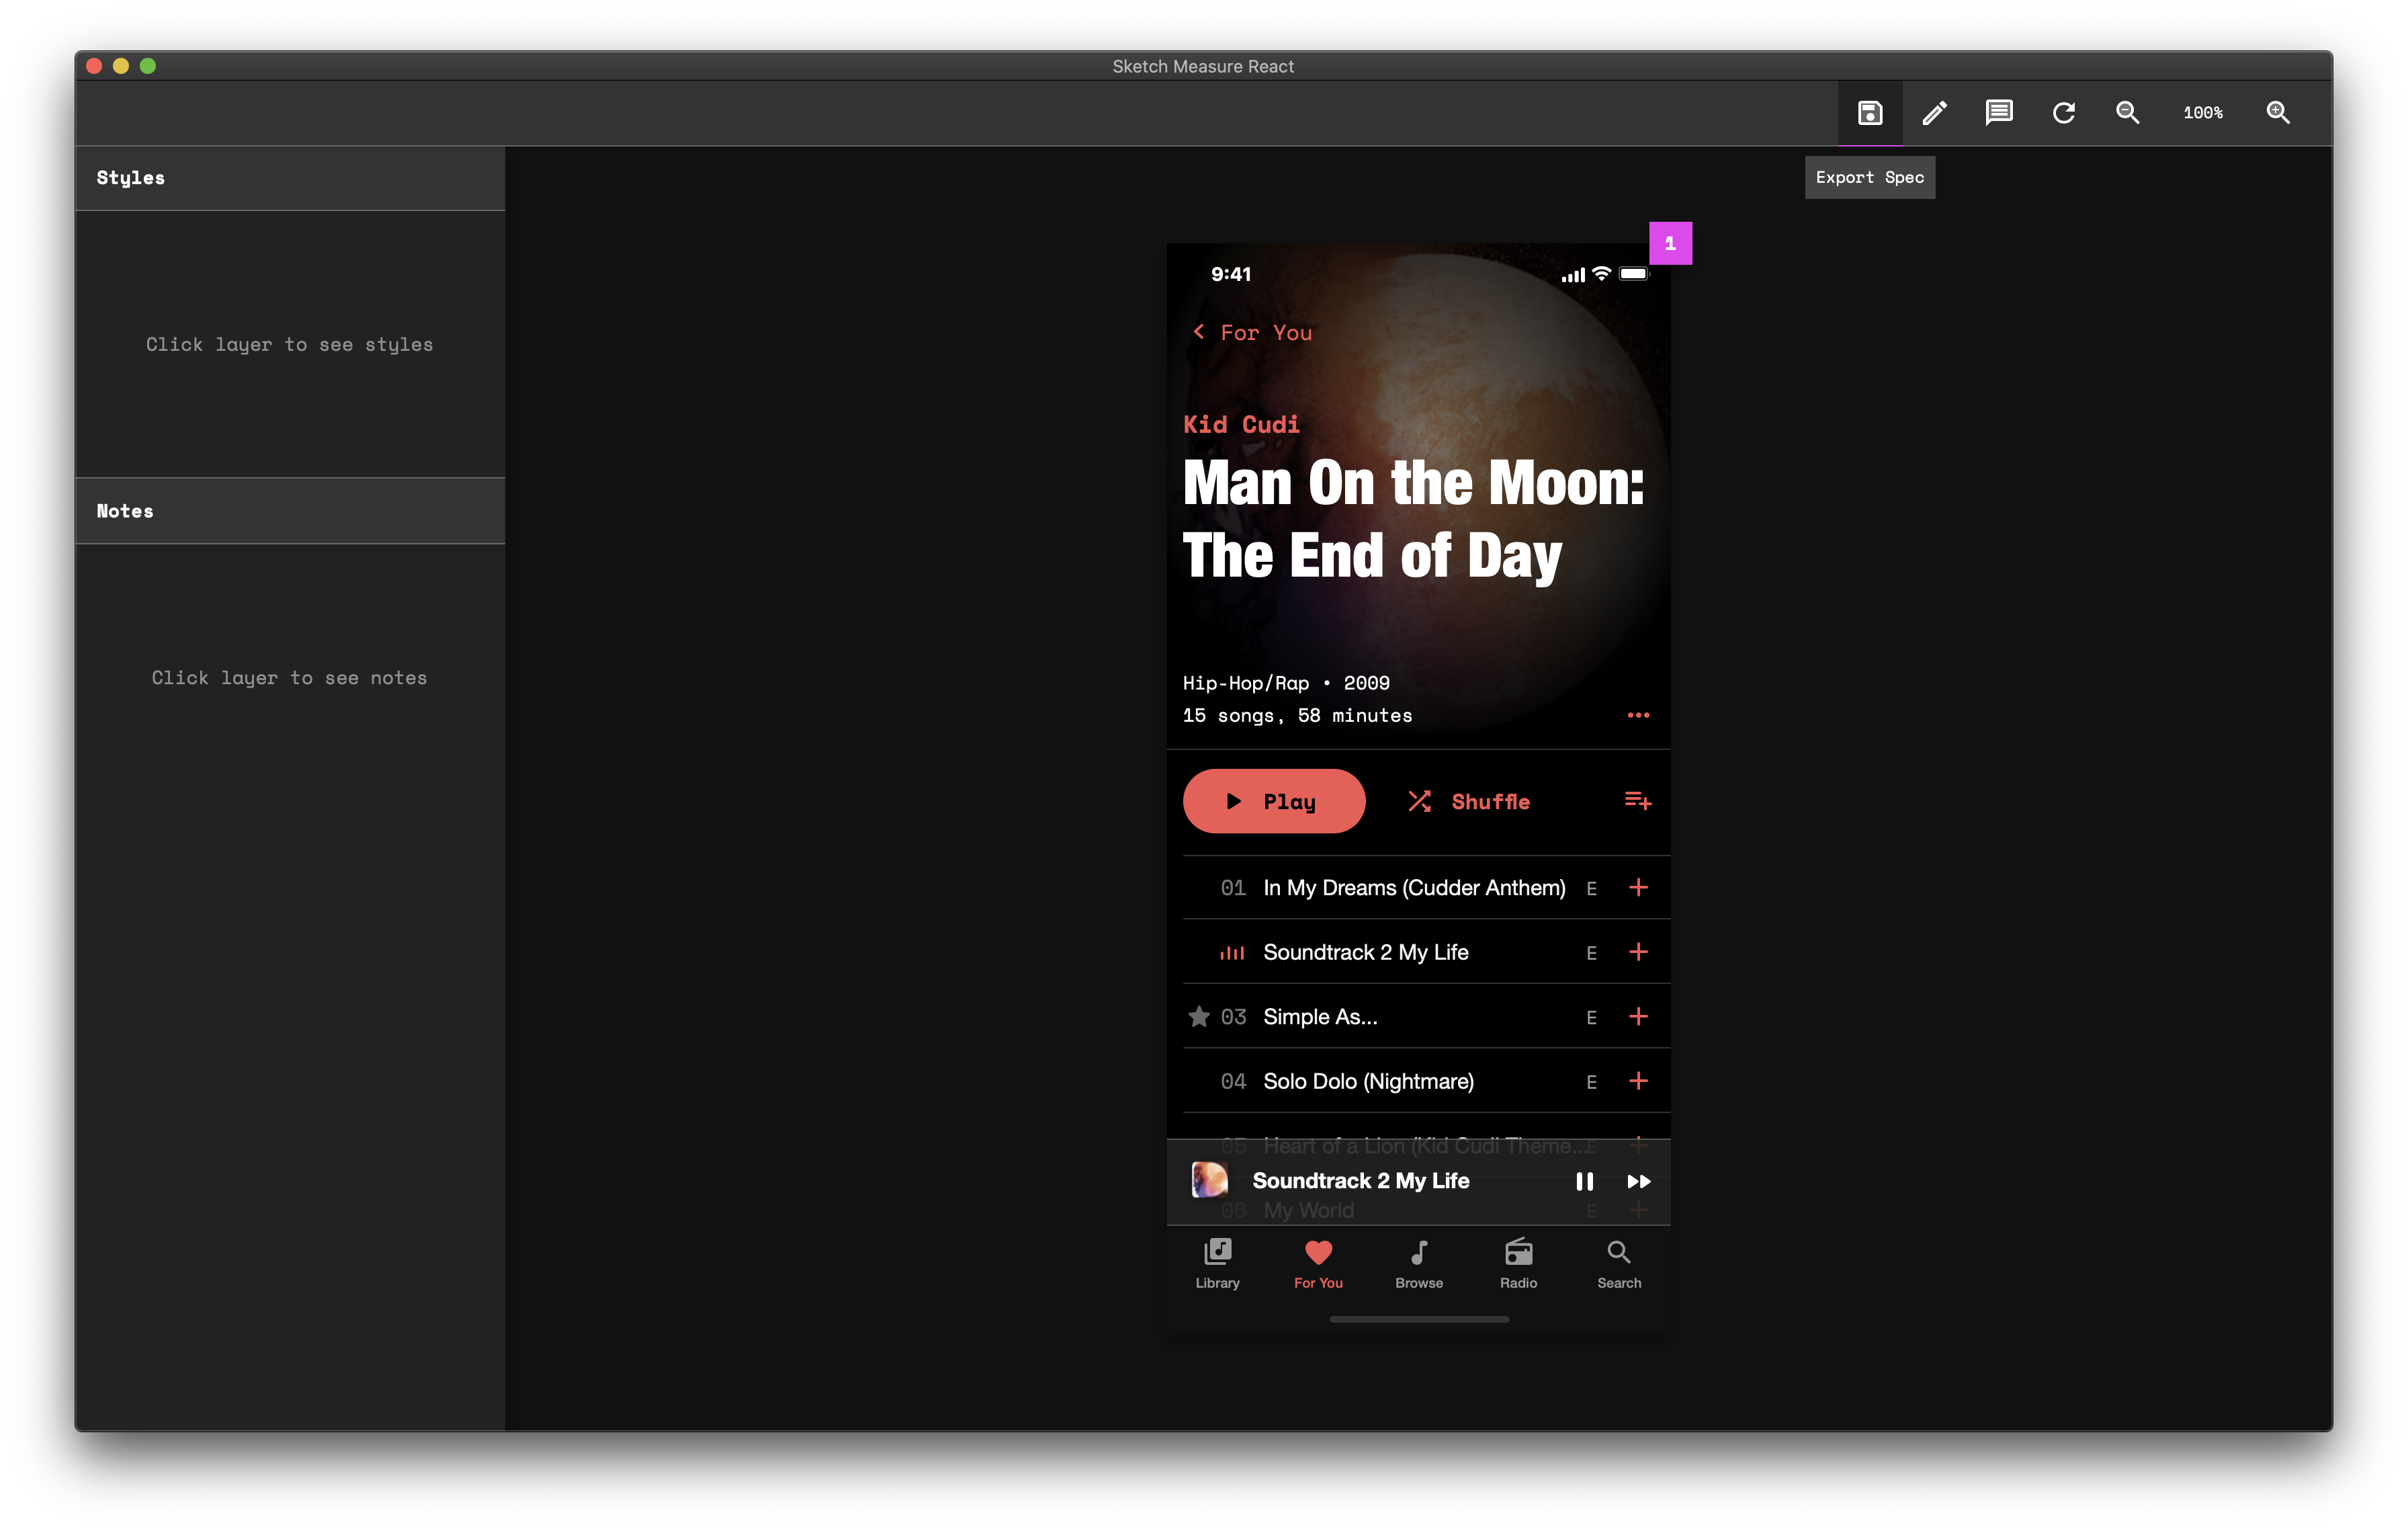 Sketch Measure React
100%
Export Spec
Styles
Click layer to see styles
Notes
Click layer to see notes
1
9:41
For You
Kid Cudi
Man On the Moon:
The End of Day
Hip-Hop/Rap • 2009
15 songs, 58 minutes
Play
Shuffle
01 In My Dreams (Cudder Anthem) E
Soundtrack 2 My Life E
03 Simple As... E
04 Solo Dolo (Nightmare) E
05 Heart of a Lion (Kid Cudi Theme... E
Soundtrack 2 My Life
06 My World E
Library For You Browse Radio Search